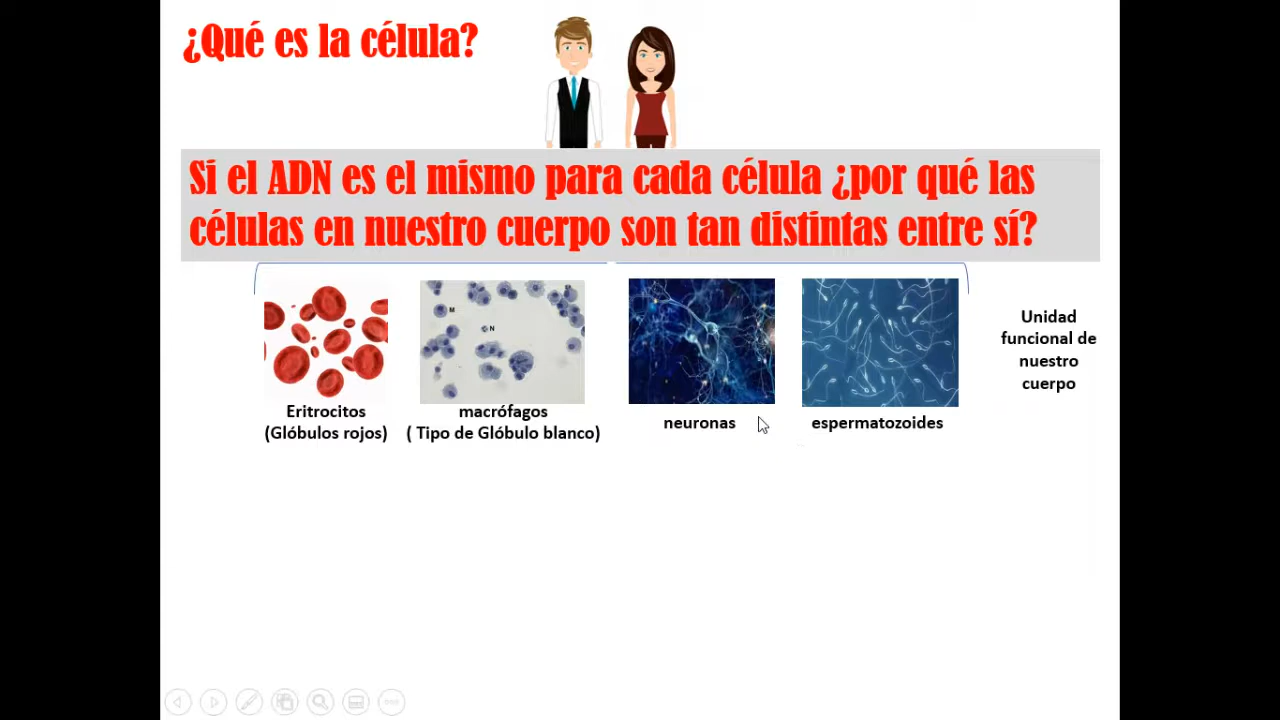 ¿Qué es la célula?
Si el ADN es el mismo para cada célula ¿por qué las
células en nuestro cuerpo son tan distintas entre sí?
M
N
Eritrocitos
(Glóbulos rojos)
macrófagos
( Tipo de Glóbulo blanco)
neuronas
espermatozoides
Unidad
funcional de
nuestro
cuerpo